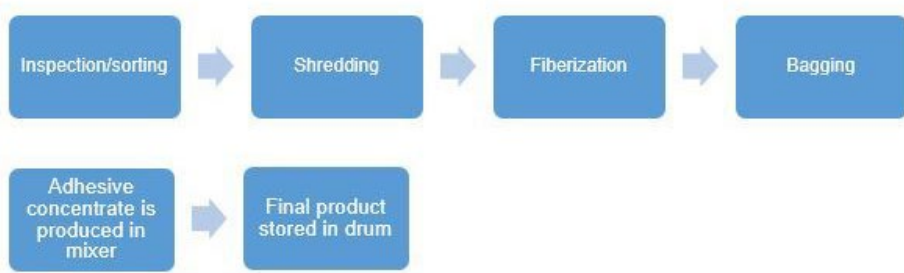 Inspection/sorting
Shredding
Fiberization
Bagging
Adhesive
concentrate is
produced in
mixer
Final product
stored in drum